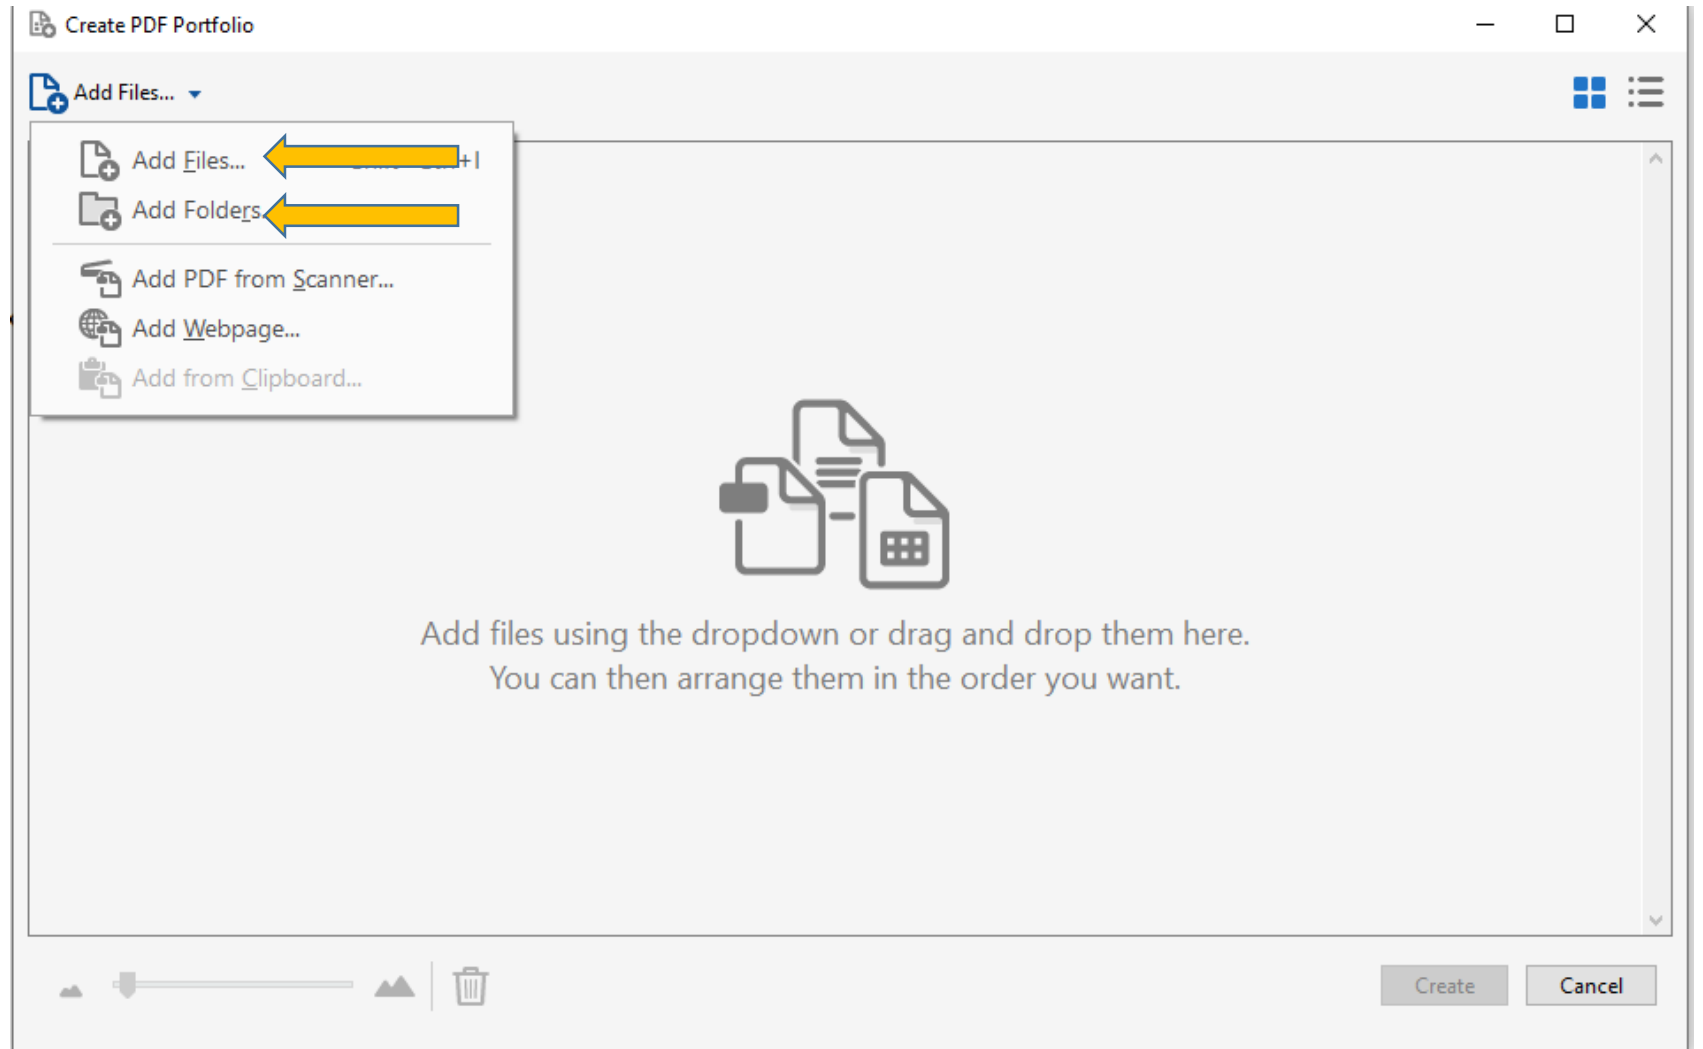 Create PDF Portfolio
Add Files...
Add Files... +I
Add Folders
Add PDF from Scanner...
Add Webpage...
Add from Clipboard...
Add files using the dropdown or drag and drop them here.
You can then arrange them in the order you want.
Create Cancel